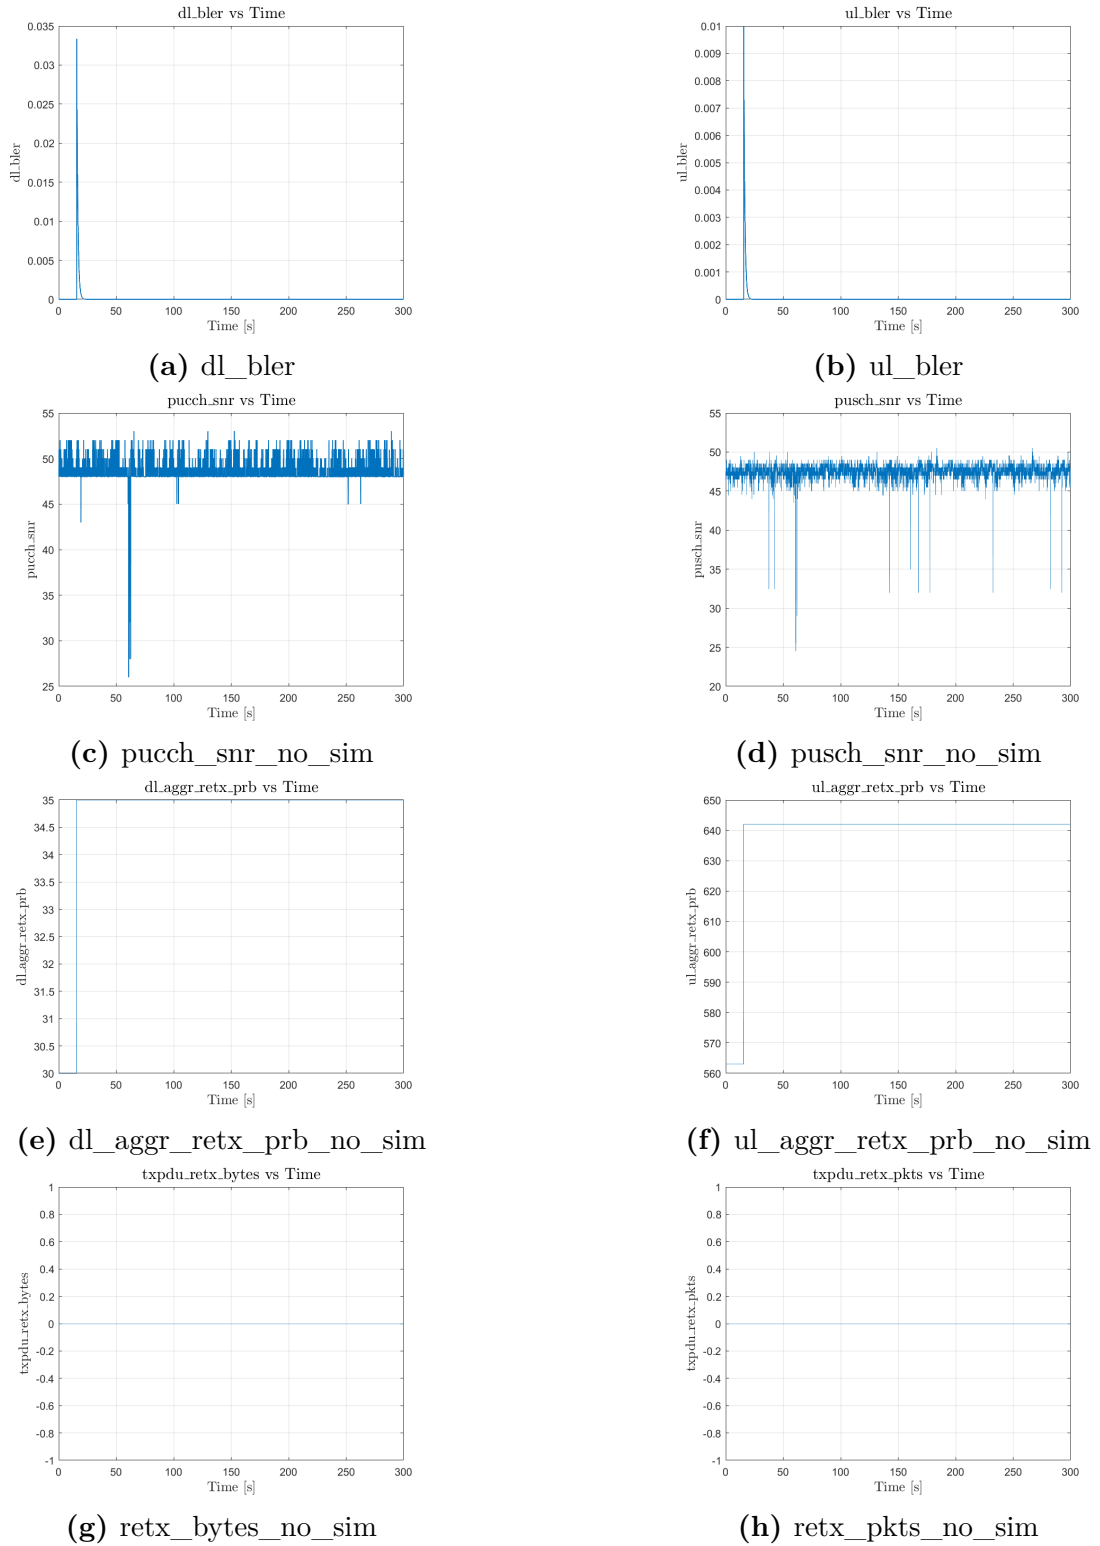 dl_bler vs Time
0.035
0.03
0.025
0.02
0.015
0.01
0.005
0
dl_bler
0 50 100 150 200 250 300
Time [s]
(a) dl_bler
ul_bler vs Time
0.01
0.009
0.008
0.007
0.006
0.005
0.004
0.003
0.002
0.001
0
ul_bler
0 50 100 150 200 250 300
Time [s]
(b) ul_bler
pucch_snr vs Time
55
50
45
40
35
30
25
pucch_snr
0 50 100 150 200 250 300
Time [s]
(c) pucch_snr_no_sim
pusch_snr vs Time
55
50
45
40
35
30
25
20
pusch_snr
0 50 100 150 200 250 300
Time [s]
(d) pusch_snr_no_sim
dl_aggr_retx_prb vs Time
35
34.5
34
33.5
33
32.5
32
31.5
31
30.5
30
dl_aggr_retx_prb
0 50 100 150 200 250 300
Time [s]
(e) dl_aggr_retx_prb_no_sim
ul_aggr_retx_prb vs Time
650
640
630
620
610
600
590
580
570
560
ul_aggr_retx_prb
0 50 100 150 200 250 300
Time [s]
(f) ul_aggr_retx_prb_no_sim
txpdu_retx_bytes vs Time
1
0.8
0.6
0.4
0.2
0
-0.2
-0.4
-0.6
-0.8
-1
txpdu_retx_bytes
0 50 100 150 200 250 300
Time [s]
(g) retx_bytes_no_sim
txpdu_retx_pkts vs Time
1
0.8
0.6
0.4
0.2
0
-0.2
-0.4
-0.6
-0.8
-1
txpdu_retx_pkts
0 50 100 150 200 250 300
Time [s]
(h) retx_pkts_no_sim